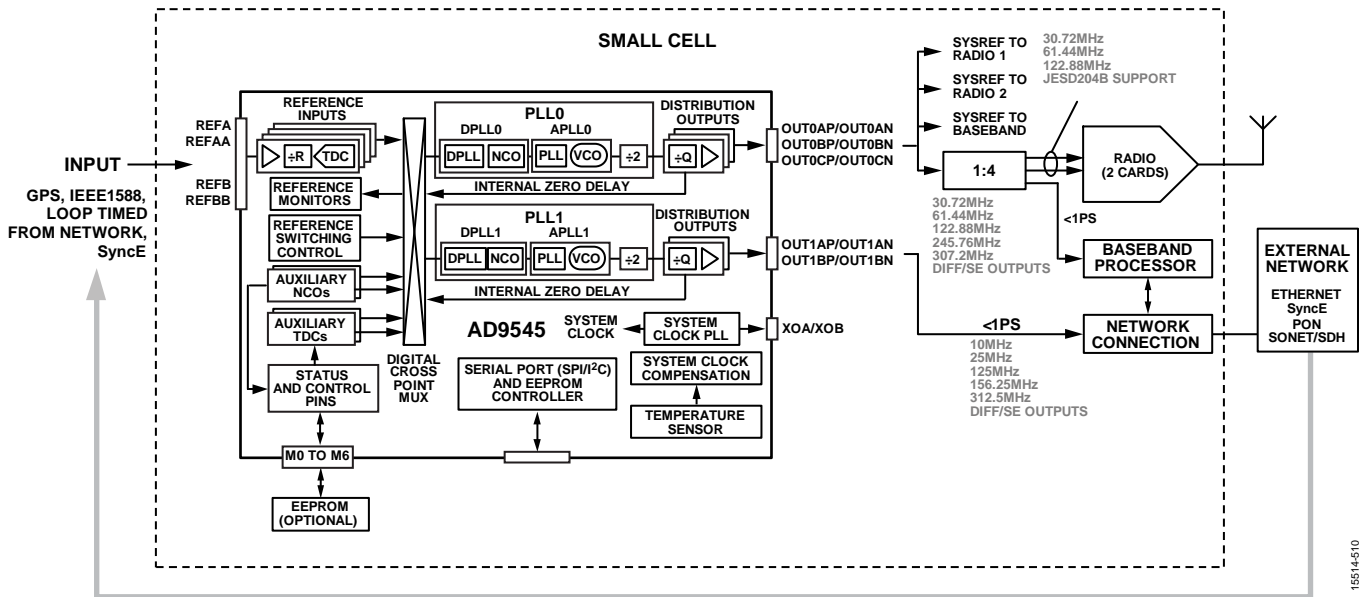 SMALL CELL
INPUT
GPS, IEEE1588,
LOOP TIMED
FROM NETWORK,
SyncE
REFA
REFAA
REFB
REFBB
REFERENCE
INPUTS
÷R
TDC
REFERENCE
MONITORS
REFERENCE
SWITCHING
CONTROL
AUXILIARY
NCOs
AUXILIARY
TDCs
STATUS
AND CONTROL
PINS
M0 TO M6
EEPROM
(OPTIONAL)
DIGITAL
CROSS
POINT
MUX
PLL0
DPLL0
APLL0
DPLL
NCO
PLL
VCO
÷2
DISTRIBUTION
OUTPUTS
÷Q
INTERNAL ZERO DELAY
PLL1
DPLL1
APLL1
DPLL
NCO
PLL
VCO
÷2
DISTRIBUTION
OUTPUTS
÷Q
INTERNAL ZERO DELAY
AD9545
SYSTEM
CLOCK
SYSTEM
CLOCK PLL
XOA/XOB
SERIAL PORT (SPI/I²C)
AND EEPROM
CONTROLLER
SYSTEM CLOCK
COMPENSATION
TEMPERATURE
SENSOR
OUT0AP/OUT0AN
OUT0BP/OUT0BN
OUT0CP/OUT0CN
OUT1AP/OUT1AN
OUT1BP/OUT1BN
SYSREF TO
RADIO 1
SYSREF TO
RADIO 2
SYSREF TO
BASEBAND
30.72MHz
61.44MHz
122.88MHz
JESD204B SUPPORT
1:4
30.72MHz
61.44MHz
122.88MHz
245.76MHz
307.2MHz
DIFF/SE OUTPUTS
RADIO
(2 CARDS)
<1PS
BASEBAND
PROCESSOR
<1PS
10MHz
25MHz
125MHz
156.25MHz
312.5MHz
DIFF/SE OUTPUTS
NETWORK
CONNECTION
EXTERNAL
NETWORK
ETHERNET
SyncE
PON
SONET/SDH
15514-510